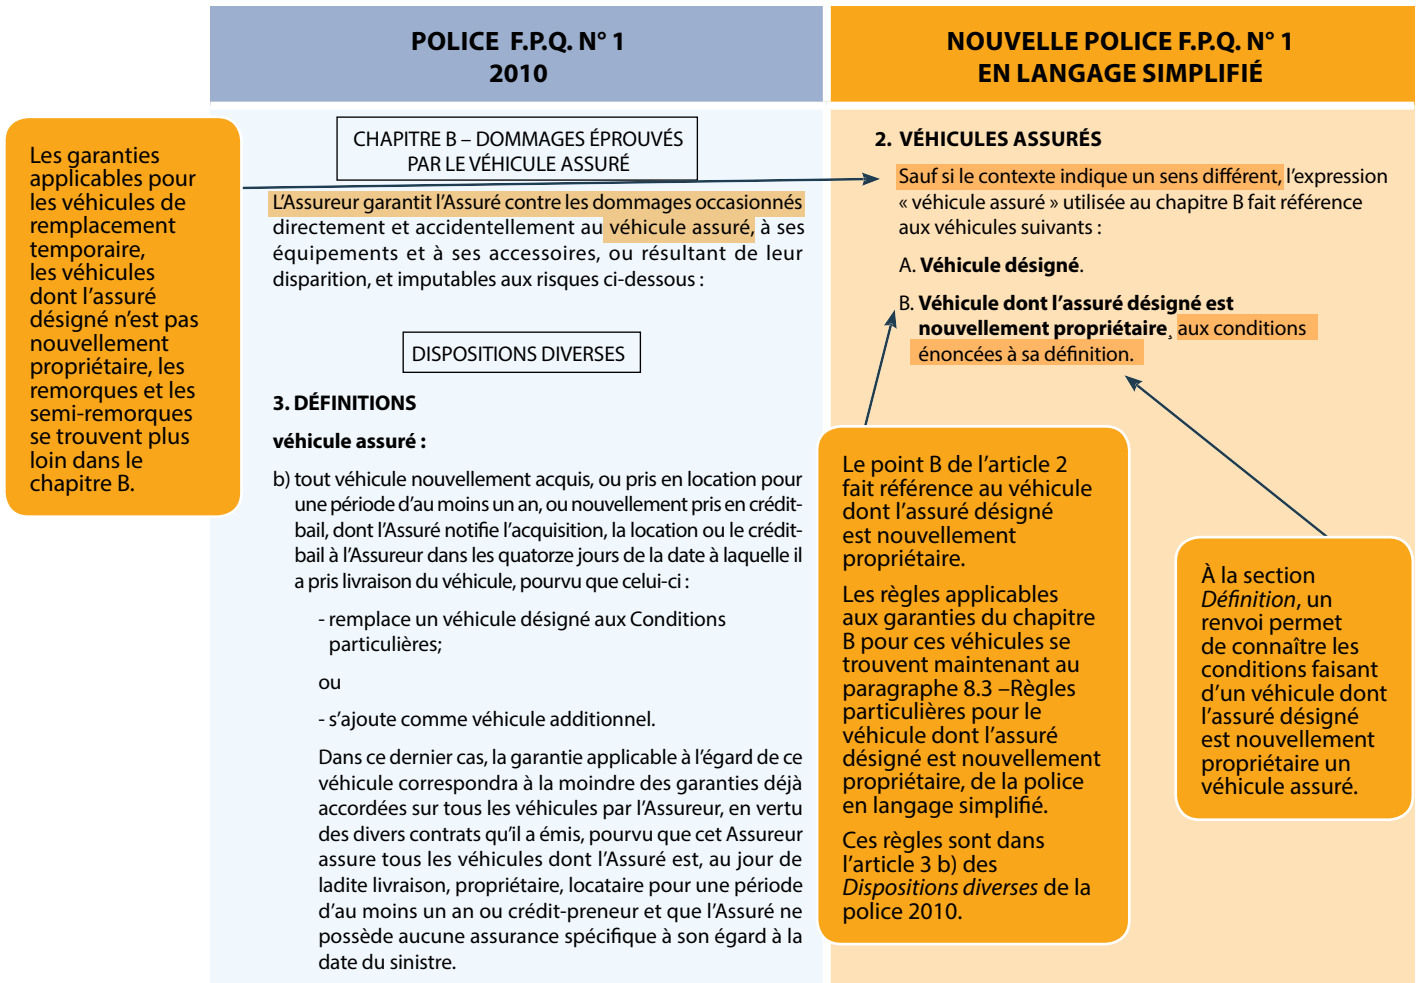 POLICE F.P.Q. N° 1
2010
NOUVELLE POLICE F.P.Q. N° 1
EN LANGAGE SIMPLIFIÉ
Les garanties
applicables pour
les véhicules de
remplacement
temporaire,
les véhicules
dont l'assuré
désigné n'est pas
nouvellement
propriétaire, les
remorques et les
semi-remorques
se trouvent plus
loin dans le
chapitre B.
CHAPITRE B – DOMMAGES ÉPROUVÉS
PAR LE VÉHICULE ASSURÉ
L'Assureur garantit l'Assuré contre les dommages occasionnés
directement et accidentellement au véhicule assuré, à ses
équipements et à ses accessoires, ou résultant de leur
disparition, et imputables aux risques ci-dessous :
DISPOSITIONS DIVERSES
3. DÉFINITIONS
véhicule assuré :
b) tout véhicule nouvellement acquis, ou pris en location pour
une période d'au moins un an, ou nouvellement pris en crédit-
bail, dont l'Assuré notifie l'acquisition, la location ou le crédit-
bail à l'Assureur dans les quatorze jours de la date à laquelle il
a pris livraison du véhicule, pourvu que celui-ci :
- remplace un véhicule désigné aux Conditions
particulières;
ou
- s'ajoute comme véhicule additionnel.
Dans ce dernier cas, la garantie applicable à l'égard de ce
véhicule correspondra à la moindre des garanties déjà
accordées sur tous les véhicules par l'Assureur, en vertu
des divers contrats qu'il a émis, pourvu que cet Assureur
assure tous les véhicules dont l'Assuré est, au jour de
ladite livraison, propriétaire, locataire pour une période
d'au moins un an ou crédit-preneur et que l'Assuré ne
possède aucune assurance spécifique à son égard à la
date du sinistre.
2. VÉHICULES ASSURÉS
Sauf si le contexte indique un sens différent, l'expression
« véhicule assuré » utilisée au chapitre B fait référence
aux véhicules suivants :
A. Véhicule désigné.
B. Véhicule dont l'assuré désigné est
nouvellement propriétaire, aux conditions
énoncées à sa définition.
Le point B de l'article 2
fait référence au véhicule
dont l'assuré désigné
est nouvellement
propriétaire.
Les règles applicables
aux garanties du chapitre
B pour ces véhicules se
trouvent maintenant au
paragraphe 8.3 –Règles
particulières pour le
véhicule dont l'assuré
désigné est nouvellement
propriétaire, de la police
en langage simplifié.
Ces règles sont dans
l'article 3 b) des
Dispositions diverses de la
police 2010.
À la section
Définition, un
renvoi permet
de connaître les
conditions faisant
d'un véhicule dont
l'assuré désigné
est nouvellement
propriétaire un
véhicule assuré.